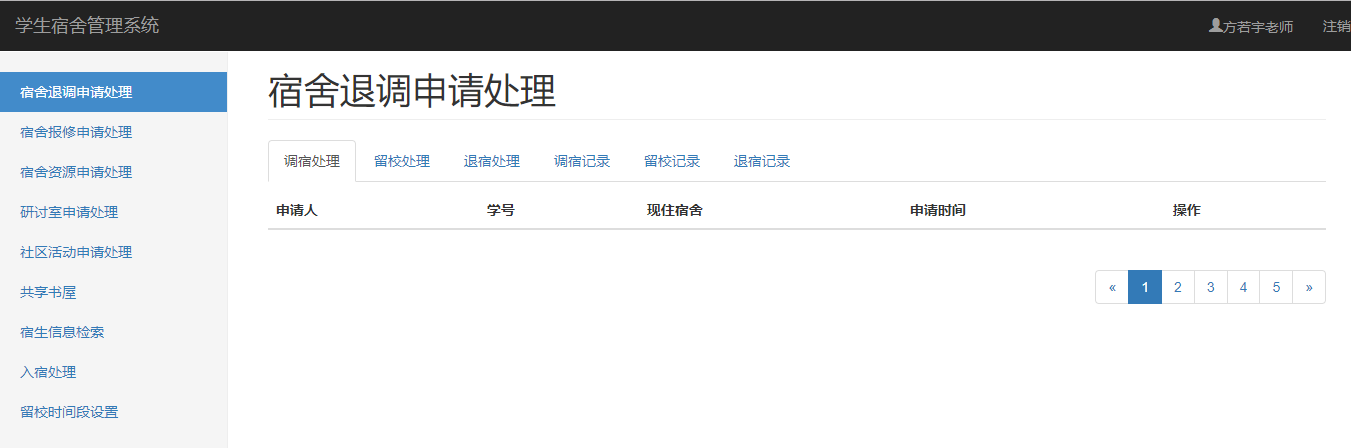 学生宿舍管理系统
方若宇老师 注销
宿舍退调申请处理
宿舍报修申请处理
宿舍资源申请处理
研讨室申请处理
社区活动申请处理
共享书屋
宿生信息检索
入宿处理
留校时间段设置
宿舍退调申请处理
调宿处理 留校处理 退宿处理 调宿记录 留校记录 退宿记录
申请人 学号 现住宿舍 申请时间 操作
« 1 2 3 4 5 »